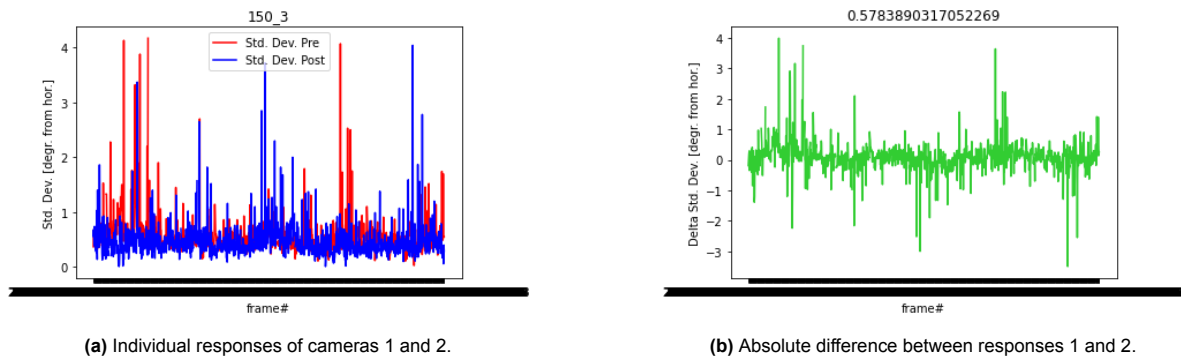 150_3
Std. Dev. [degr. from hor.]
4
3
2
1
0
Std. Dev. Pre
Std. Dev. Post
frame#
(a) Individual responses of cameras 1 and 2.
0.5783890317052269
Delta Std. Dev. [degr. from hor.]
4
3
2
1
0
−1
−2
−3
frame#
(b) Absolute difference between responses 1 and 2.